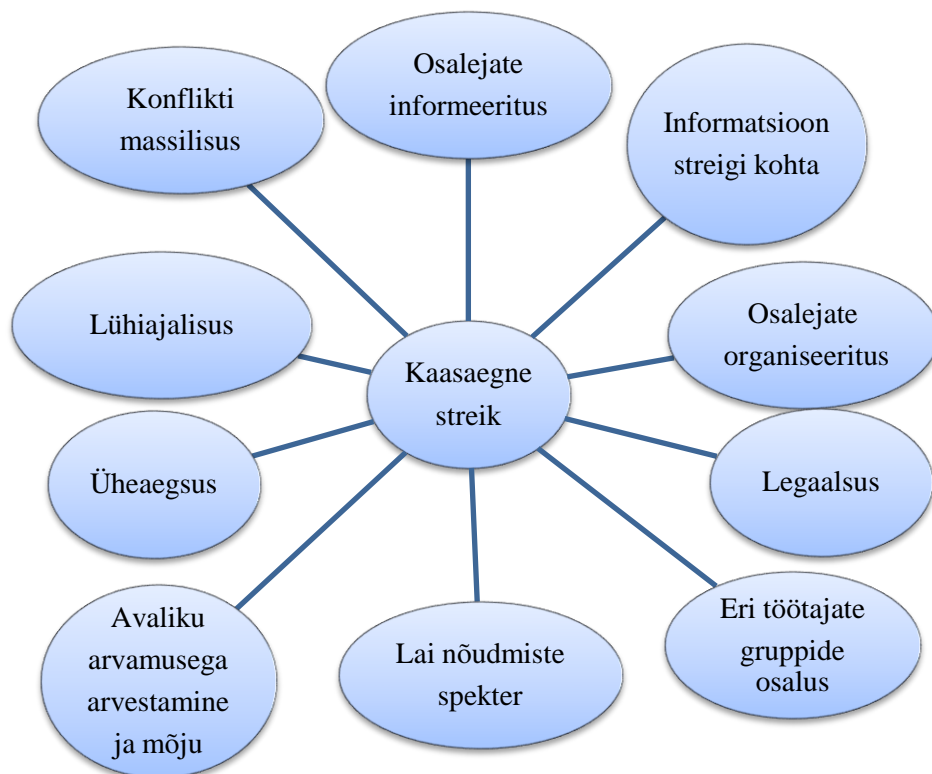 Osalejate
informeeritus
Konflikti
massilisus
Informatsioon
streigi kohta
Lühiajalisus
Osalejate
organiseeritus
Kaasaegne
streik
Üheaegsus
Legaalsus
Avaliku
arvamusega
arvestamine
ja mõju
Lai nõudmiste
spekter
Eri töötajate
gruppide
osalus